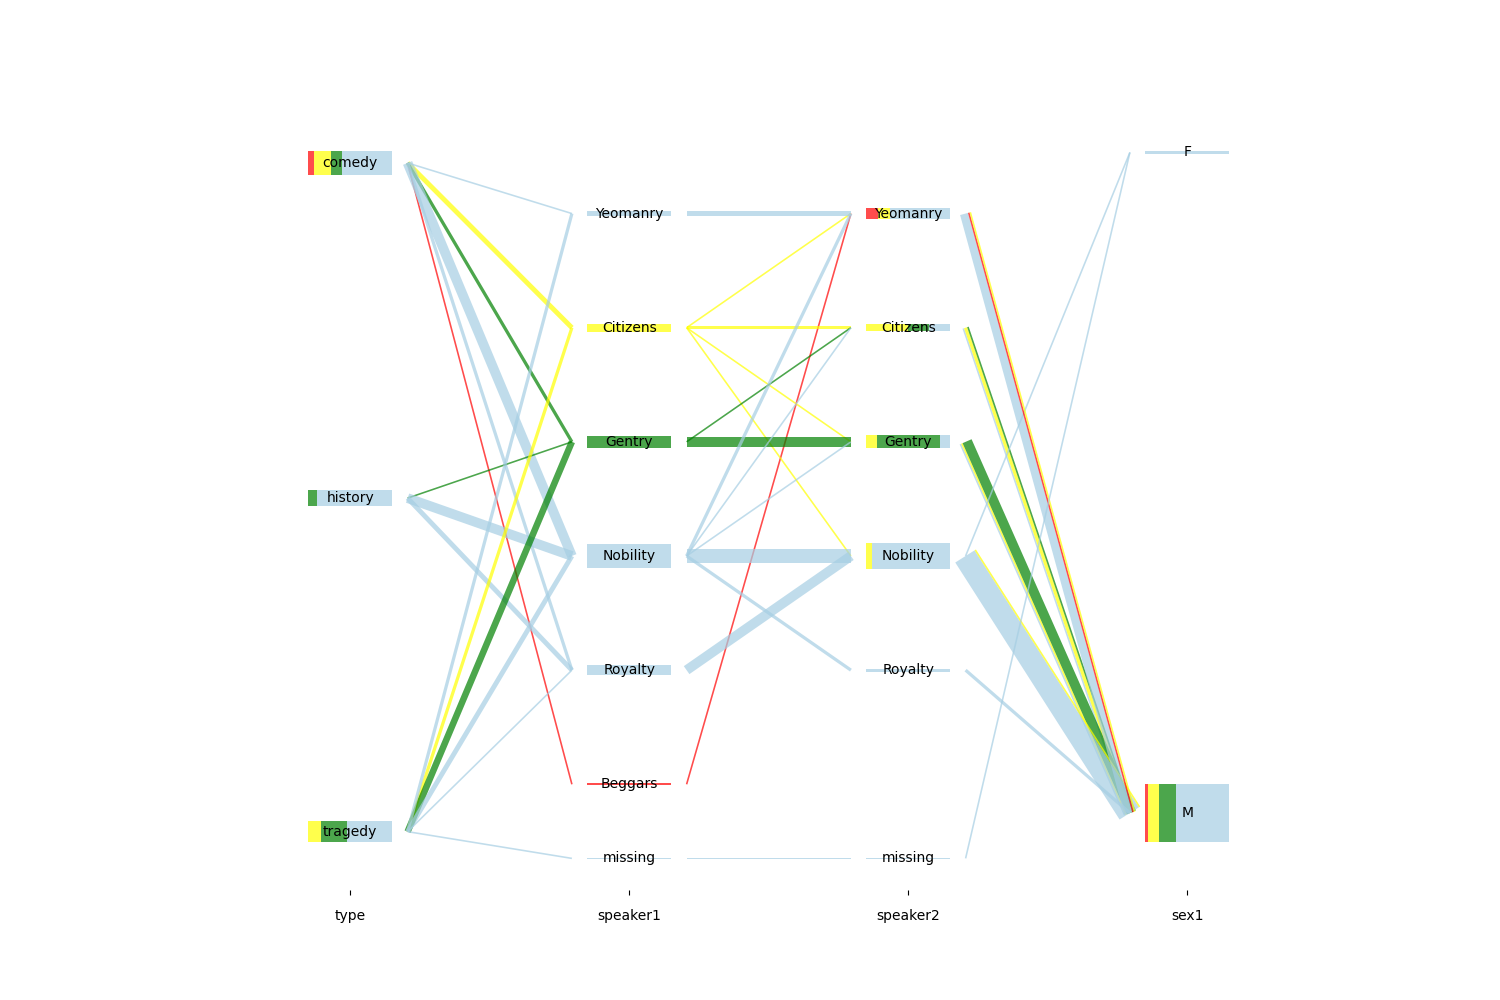 comedy
history
tragedy
type
Yeomanry
Citizens
Gentry
Nobility
Royalty
Beggars
missing
speaker1
Yeomanry
Citizens
Gentry
Nobility
Royalty
missing
speaker2
F
M
sex1